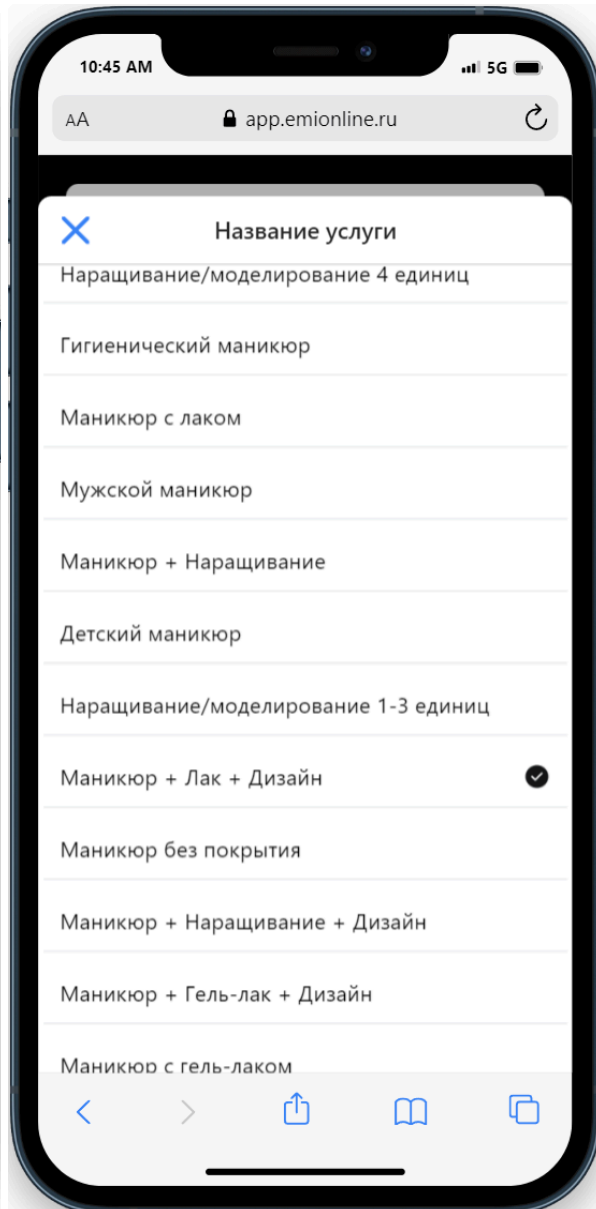 10:45 AM
5G
AA
app.emionline.ru
Название услуги
Наращивание/моделирование 4 единиц
Гигиенический маникюр
Маникюр с лаком
Мужской маникюр
Маникюр + Наращивание
Детский маникюр
Наращивание/моделирование 1-3 единиц
Маникюр + Лак + Дизайн
Маникюр без покрытия
Маникюр + Наращивание + Дизайн
Маникюр + Гель-лак + Дизайн
Маникюр с гель-лаком